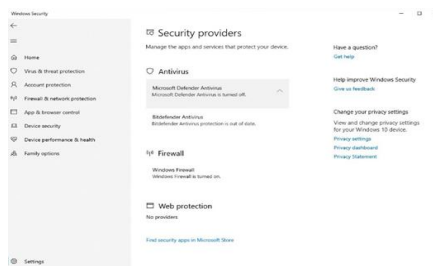 Windows Security
Home
Virus & threat protection
Account protection
Firewall & network protection
App & browser control
Device security
Device performance & health
Family options
Settings
Security providers
Manage the apps and services that protect your device.
Antivirus
Microsoft Defender Antivirus
Microsoft Defender Antivirus is turned off.
Bitdefender Antivirus
Bitdefender Antivirus protection is out of date.
Firewall
Windows Firewall
Windows Firewall is turned on.
Web protection
No providers
Find security apps in Microsoft Store
Have a question?
Get help
Help improve Windows Security
Give us feedback
Change your privacy settings
View and change privacy settings
for your Windows 10 device.
Privacy settings
Privacy dashboard
Privacy Statement